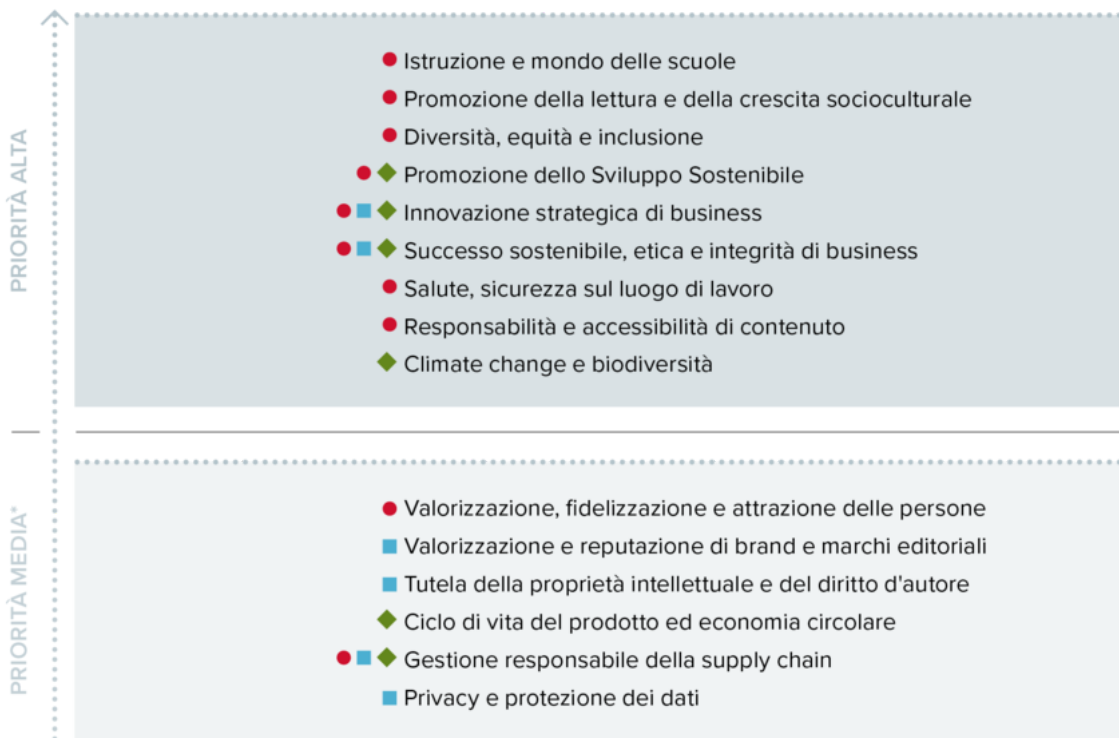 PRIORITÀ ALTA
Istruzione e mondo delle scuole
Promozione della lettura e della crescita socioculturale
Diversità, equità e inclusione
Promozione dello Sviluppo Sostenibile
Innovazione strategica di business
Successo sostenibile, etica e integrità di business
Salute, sicurezza sul luogo di lavoro
Responsabilità e accessibilità di contenuto
Climate change e biodiversità
PRIORITÀ MEDIA*
Valorizzazione, fidelizzazione e attrazione delle persone
Valorizzazione e reputazione di brand e marchi editoriali
Tutela della proprietà intellettuale e del diritto d'autore
Ciclo di vita del prodotto ed economia circolare
Gestione responsabile della supply chain
Privacy e protezione dei dati